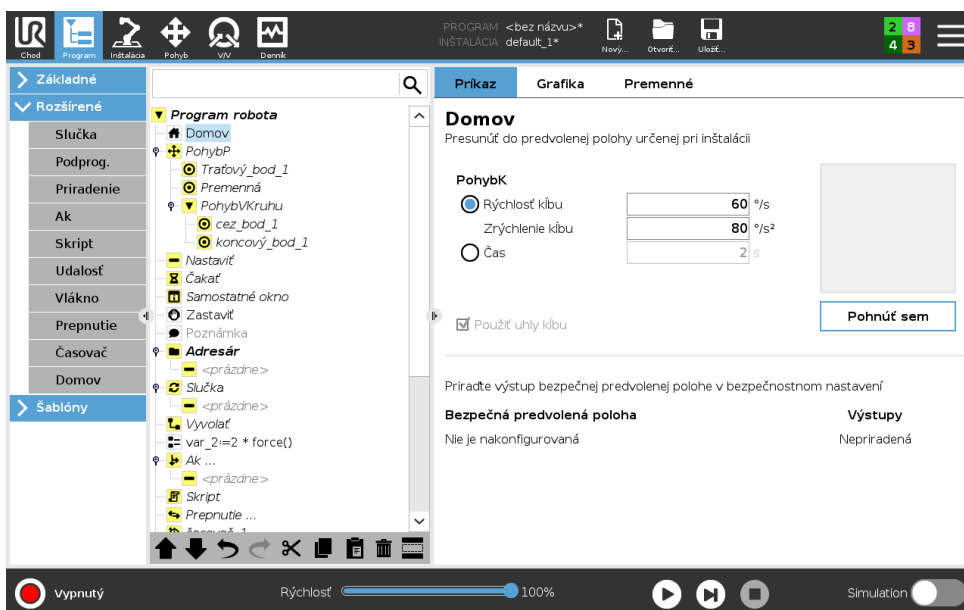 Chod
Program
Inštalácia
Pohyb
V/V
Denník
PROGRAM <bez názvu>*
INŠTALÁCIA default_1*
Nový...
Otvoriť...
Uložiť...
2 8
4 3
Základné
Rozšírené
Slučka
Podprog.
Priradenie
Ak
Skript
Udalosť
Vlákno
Prepnutie
Časovač
Domov
Šablóny
Program robota
Domov
PohybP
Traťový_bod_1
Premenná
PohybVKruhu
cez_bod_1
koncový_bod_1
Nastaviť
Čakať
Samostatné okno
Zastaviť
Poznámka
Adresár
<prázdne>
Slučka
<prázdne>
Vyvolať
var_2:=2 * force()
Ak ...
<prázdne>
Skript
Prepnutie ...
Príkaz
Grafika
Premenné
Domov
Presunúť do predvolenej polohy určenej pri inštalácii
PohybK
Rýchlosť kĺbu 60 °/s
Zrýchlenie kĺbu 80 °/s²
Čas 2 s
Použiť uhly kĺbu
Pohnúť sem
Priraďte výstup bezpečnej predvolenej polohe v bezpečnostnom nastavení
Bezpečná predvolená poloha Výstupy
Nie je nakonfigurovaná Nepriradená
Vypnutý
Rýchlosť 100%
Simulation